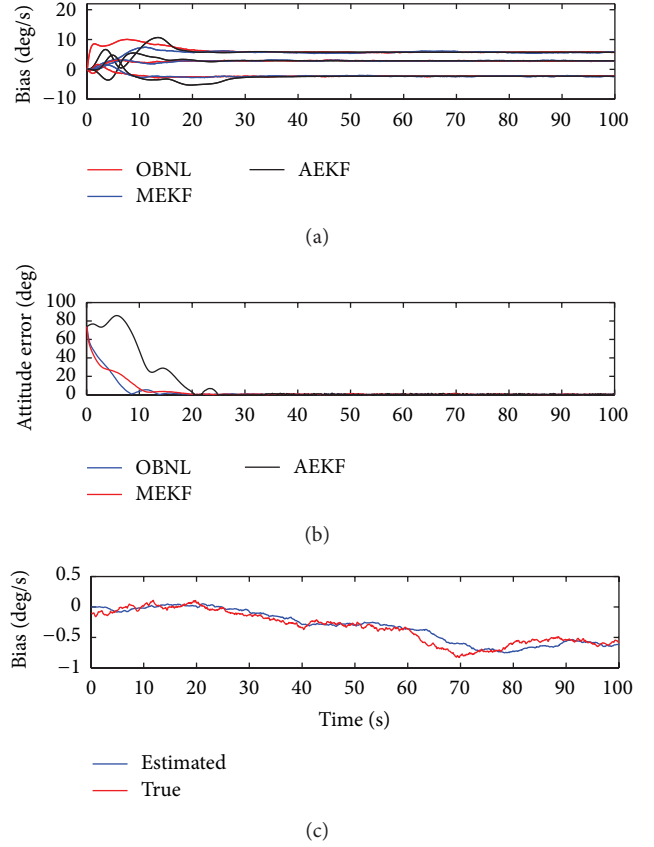 20
10
0
−10
Bias (deg/s)
0 10 20 30 40 50 60 70 80 90 100
OBNL AEKF
MEKF
(a)
100
80
60
40
20
0
Attitude error (deg)
0 10 20 30 40 50 60 70 80 90 100
OBNL AEKF
MEKF
(b)
0.5
0
−0.5
−1
Bias (deg/s)
0 10 20 30 40 50 60 70 80 90 100
Time (s)
Estimated
True
(c)